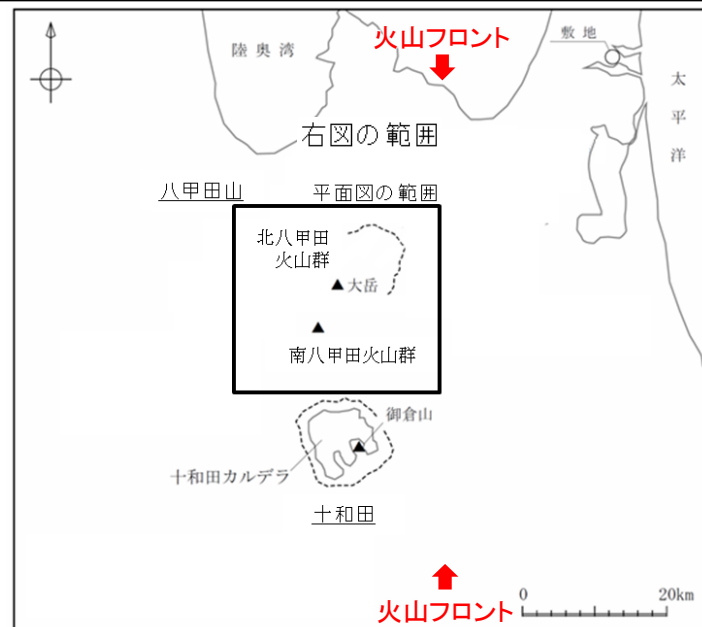 火山フロント
敷地
陸奥湾
太平洋
右図の範囲
八甲田山
平面図の範囲
北八甲田
火山群
▲大岳
▲
南八甲田火山群
御倉山
▲
十和田カルデラ
十和田
火山フロント
0 20km